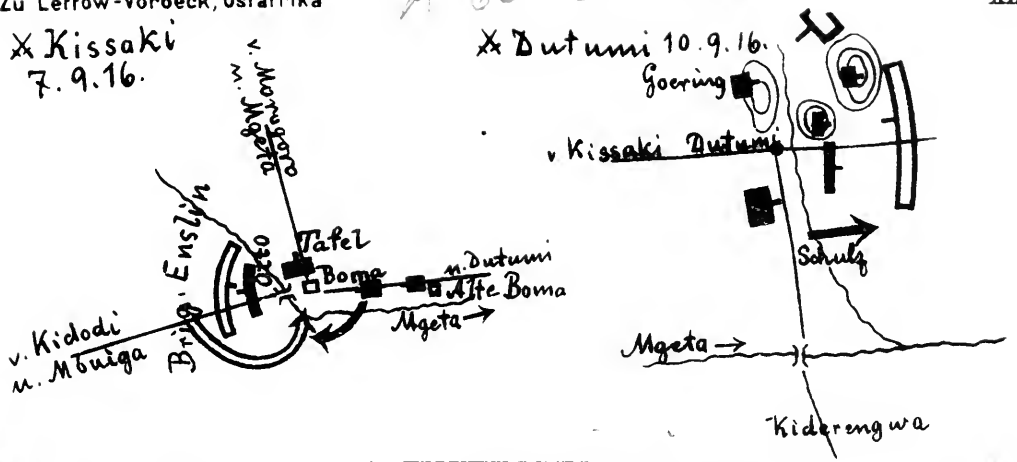 Zu Lettow-Vorbeck, Ostafrika
Kissaki
7.9.16.
v. Morogoro
u. Mgeta
Brig. Enslin
Otto
Tafel
Boma
n. Dutumi
Alte Boma
Mgeta
v. Kidodi
u. Mbuiga
Dutumi 10.9.16.
Goering
v Kissaki Dutumi
Schulz
Mgeta
Kiderengwa